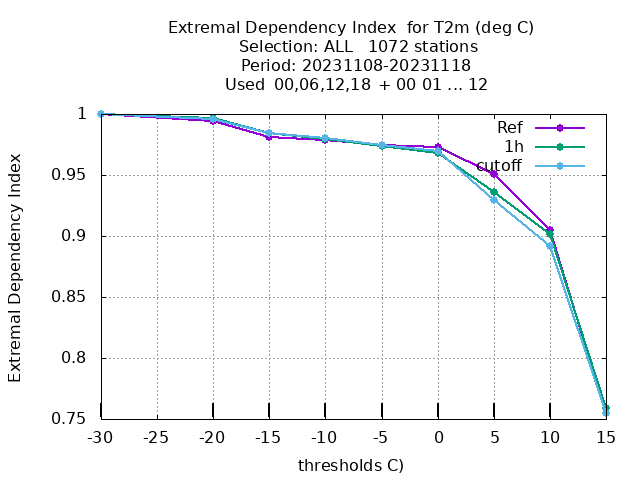 Extremal Dependency Index  for T2m (deg C)
Selection: ALL   1072 stations
Period: 20231108-20231118
Used  00,06,12,18  + 00 01 ... 12
Extremal Dependency Index
1
0.95
0.9
0.85
0.8
0.75
Ref
1h
cutoff
-30 -25 -20 -15 -10 -5 0 5 10 15
thresholds C)